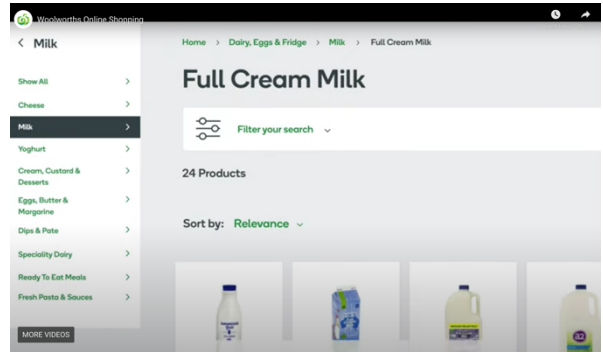 Woolworths Online Shopping
Milk
Home > Dairy, Eggs & Fridge > Milk > Full Cream Milk
Full Cream Milk
Show All
Cheese
Milk
Yoghurt
Cream, Custard &
Desserts
Eggs, Butter &
Margarine
Dips & Pate
Speciality Dairy
Ready To Eat Meals
Fresh Pasta & Sauces
Filter your search
24 Products
Sort by: Relevance
a2
MORE VIDEOS